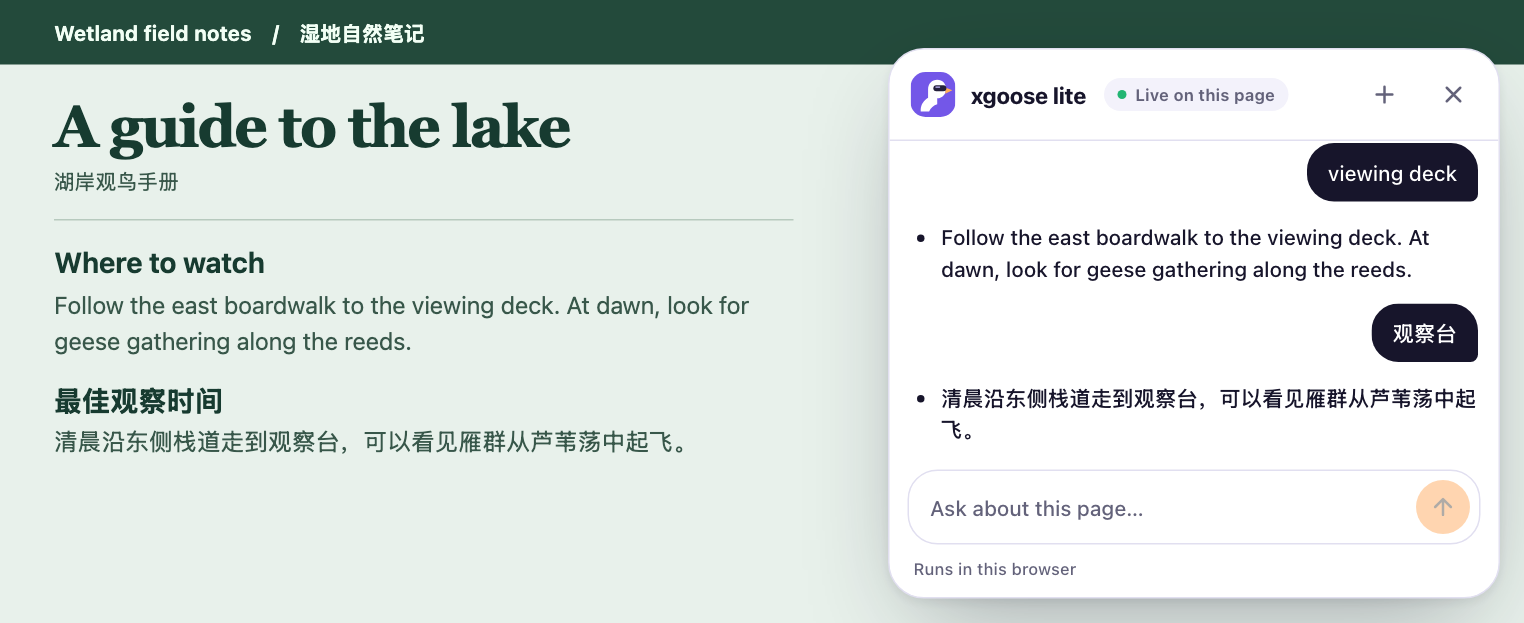 Wetland field notes / 湿地自然笔记
A guide to the lake
湖岸观鸟手册
Where to watch
Follow the east boardwalk to the viewing deck. At dawn, look for
geese gathering along the reeds.
最佳观察时间
清晨沿东侧栈道走到观察台，可以看见雁群从芦苇荡中起飞。
xgoose lite
Live on this page
viewing deck
Follow the east boardwalk to the viewing deck. At
dawn, look for geese gathering along the reeds.
观察台
清晨沿东侧栈道走到观察台，可以看见雁群从芦苇荡中起
飞。
Ask about this page...
Runs in this browser